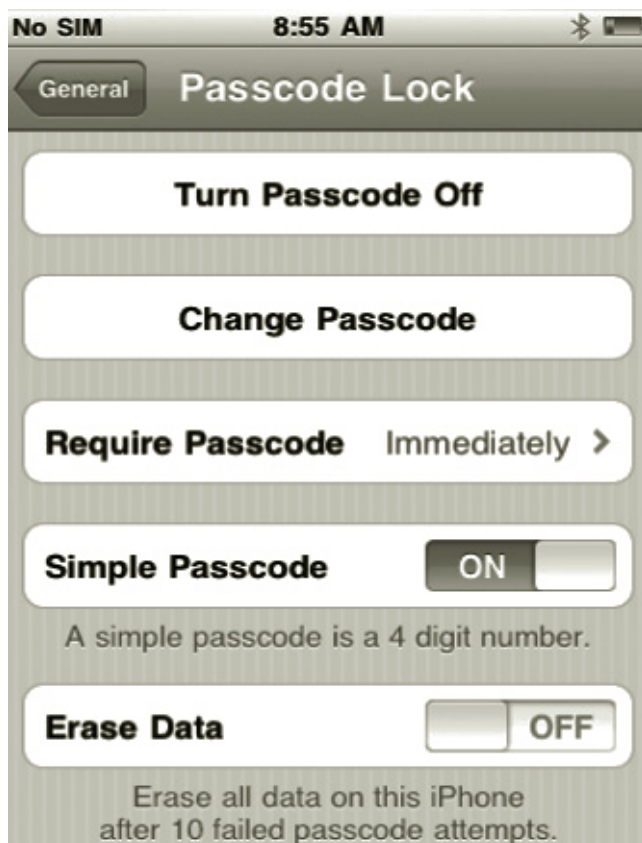 No SIM 8:55 AM
General Passcode Lock
Turn Passcode Off
Change Passcode
Require Passcode Immediately
Simple Passcode ON
A simple passcode is a 4 digit number.
Erase Data OFF
Erase all data on this iPhone
after 10 failed passcode attempts.